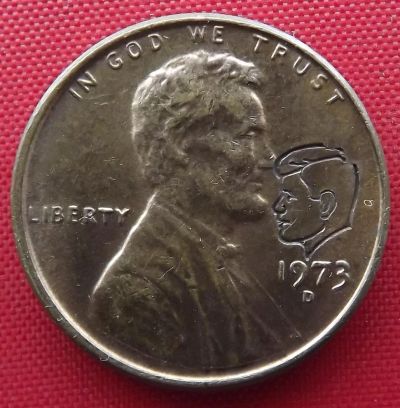 IN GOD WE TRUST
LIBERTY
1973
D